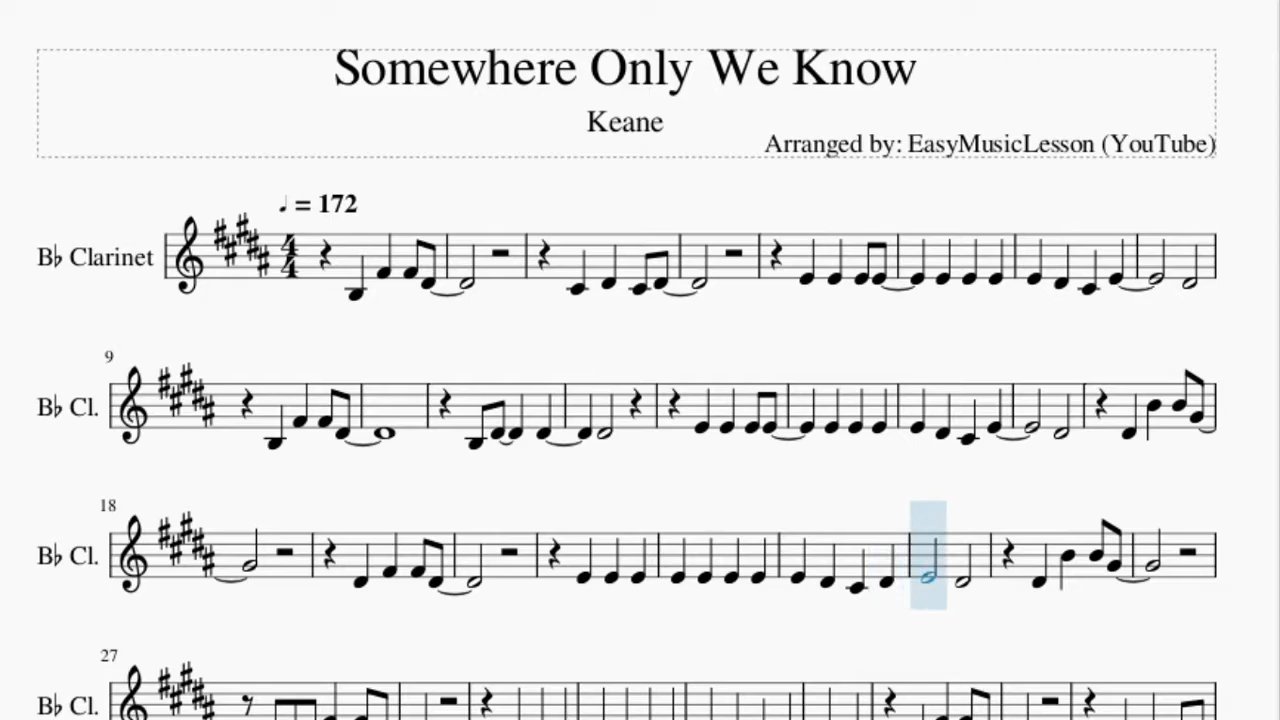 Somewhere Only We Know
Keane
Arranged by: EasyMusicLesson (YouTube)
♩ = 172
B♭ Clarinet
4
4
9
B♭ Cl.
18
B♭ Cl.
27
B♭ Cl.